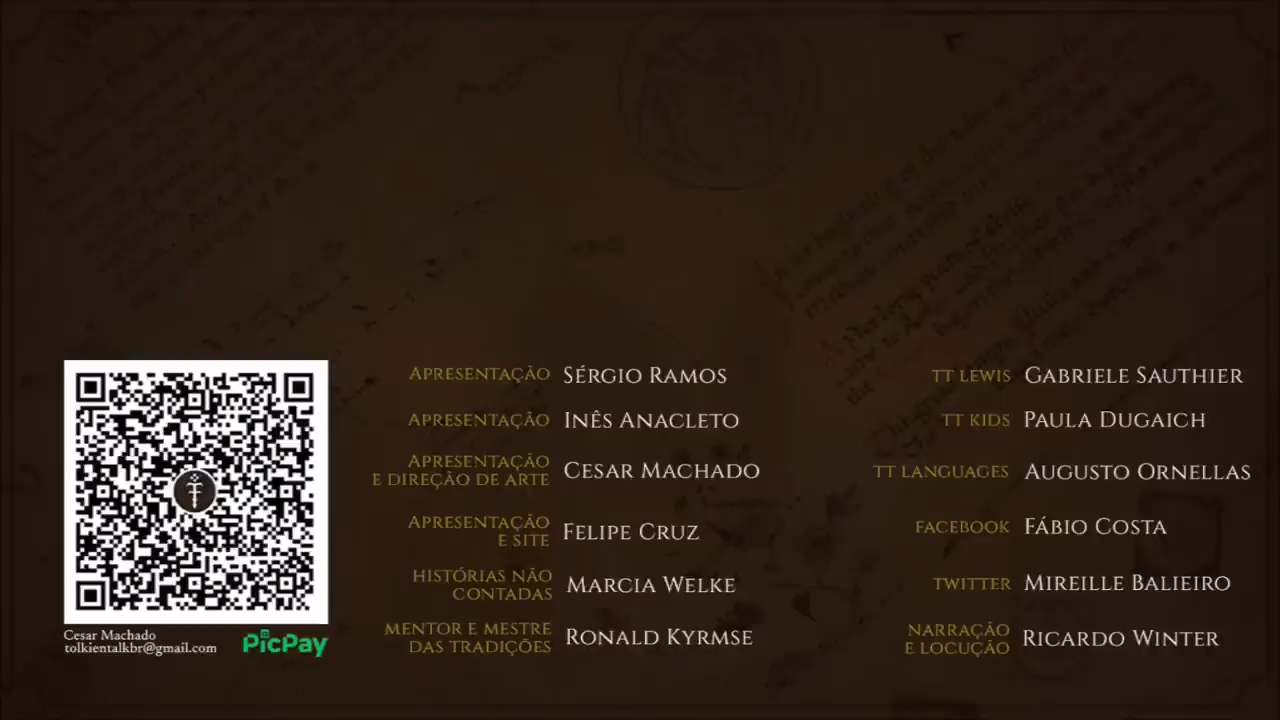 APRESENTAÇÃO SÉRGIO RAMOS
APRESENTAÇÃO INÊS ANACLETO
APRESENTAÇÃO
E DIREÇÃO DE ARTE CESAR MACHADO
APRESENTAÇÃO
E SITE FELIPE CRUZ
HISTÓRIAS NÃO
CONTADAS MARCIA WELKE
MENTOR E MESTRE
DAS TRADIÇÕES RONALD KYRMSE
TT LEWIS GABRIELE SAUTHIER
TT KIDS PAULA DUGAICH
TT LANGUAGES AUGUSTO ORNELLAS
FACEBOOK FÁBIO COSTA
TWITTER MIREILLE BALIEIRO
NARRAÇÃO
E LOCUÇÃO RICARDO WINTER
Cesar Machado
tolkientalkbr@gmail.com
PicPay